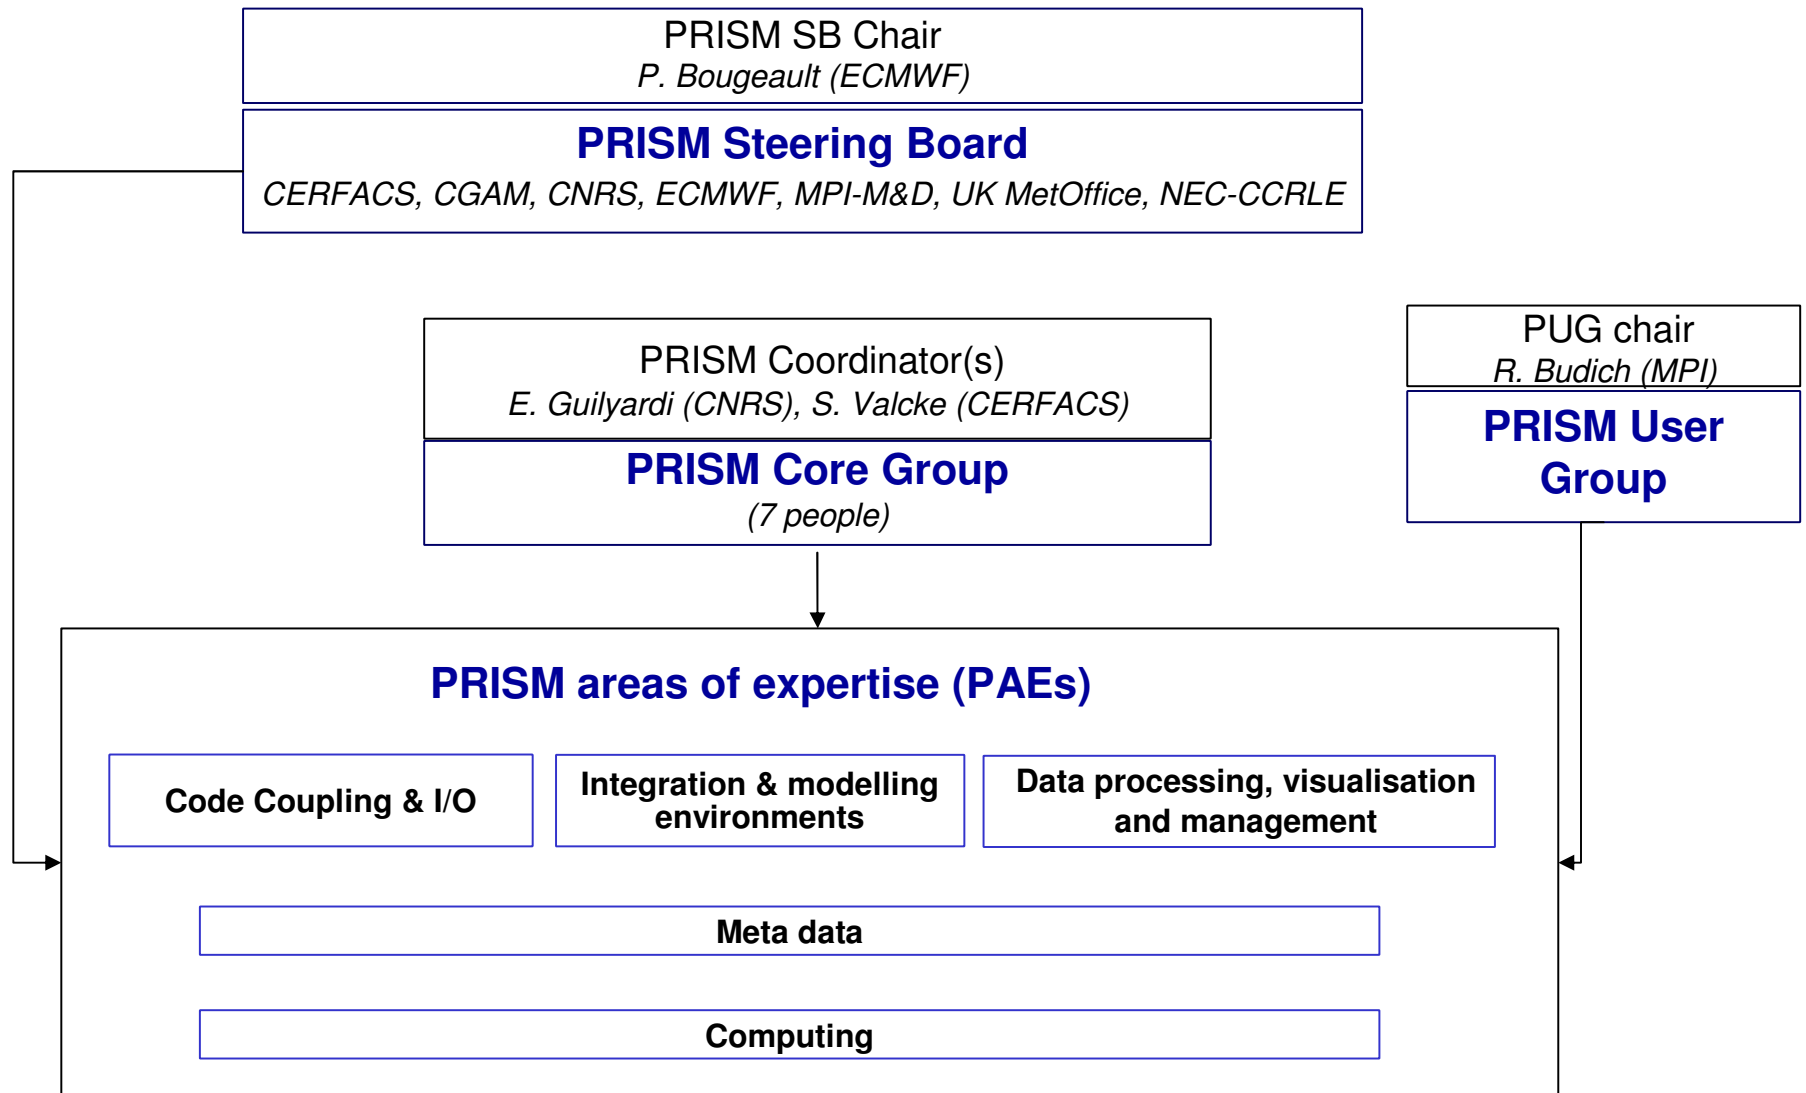 PRISM SB Chair
P. Bougeault (ECMWF)
PRISM Steering Board
CERFACS, CGAM, CNRS, ECMWF, MPI-M&D, UK MetOffice, NEC-CCRLE
PRISM Coordinator(s)
E. Guilyardi (CNRS), S. Valcke (CERFACS)
PRISM Core Group
(7 people)
PUG chair
R. Budich (MPI)
PRISM User
Group
PRISM areas of expertise (PAEs)
Code Coupling & I/O
Integration & modelling
environments
Data processing, visualisation
and management
Meta data
Computing